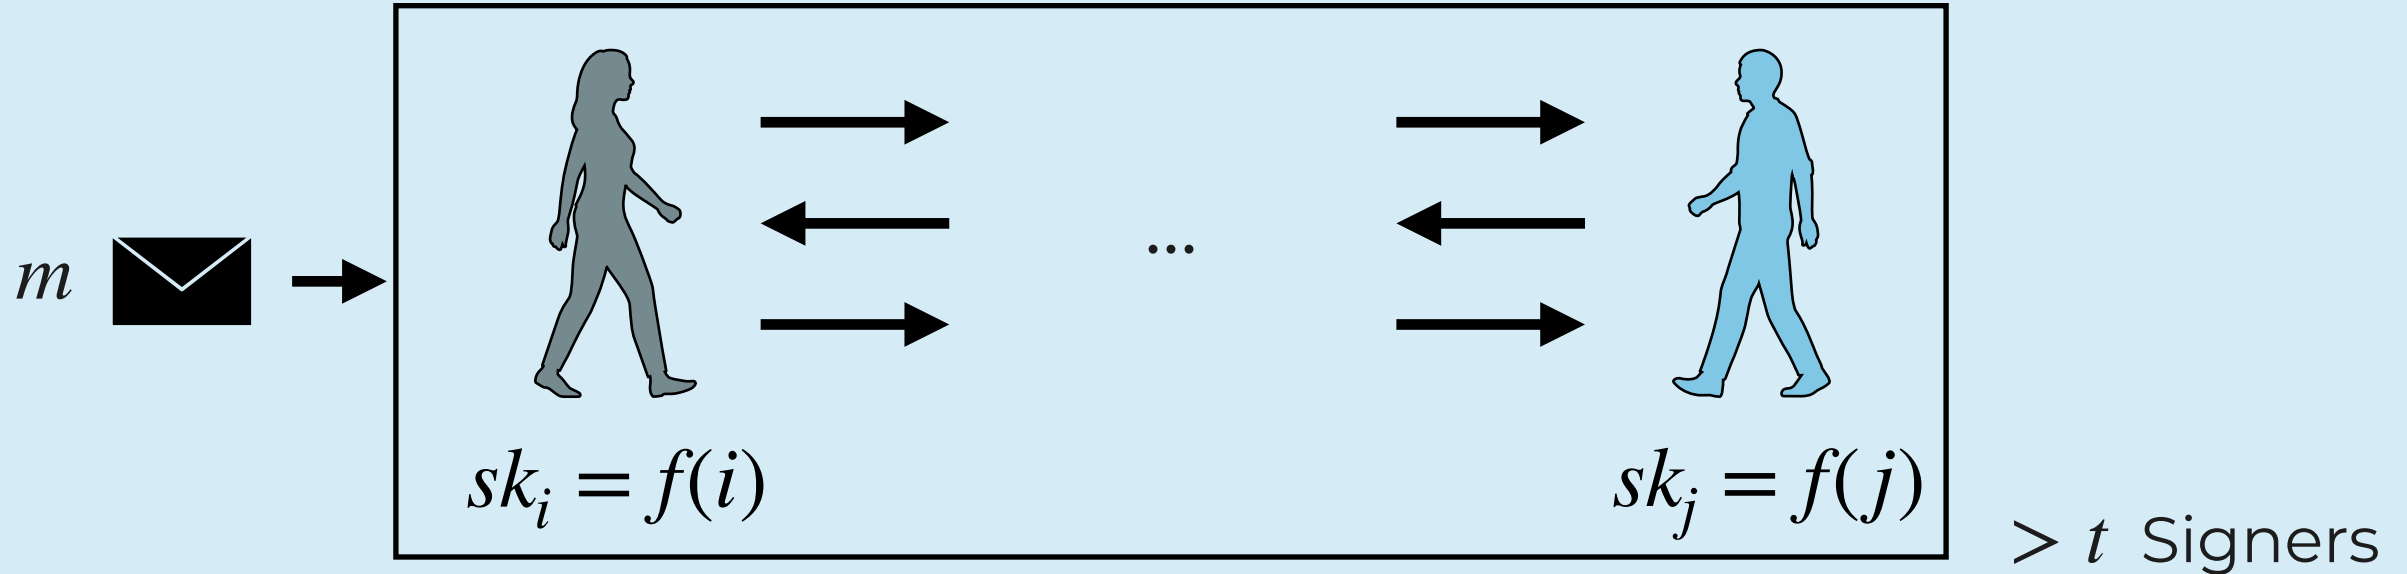 m
...
sk_i = f(i)
sk_j = f(j)
> t Signers